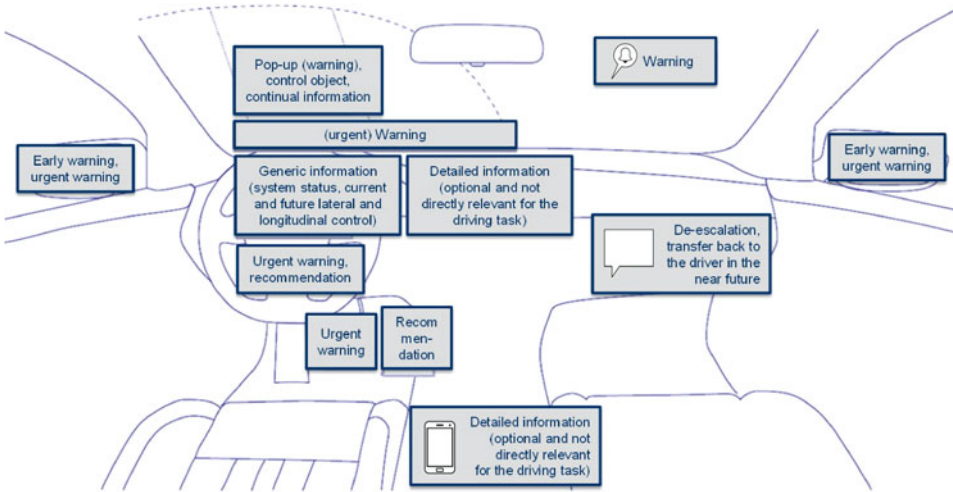 Pop-up (warning),
control object,
continual information
Warning
(urgent) Warning
Early warning,
urgent warning
Generic information
(system status, current
and future lateral and
longitudinal control)
Detailed information
(optional and not
directly relevant for the
driving task)
Early warning,
urgent warning
Urgent warning,
recommendation
De-escalation,
transfer back to
the driver in the
near future
Urgent
warning
Recom
men-
dation
Detailed information
(optional and not
directly relevant
for the driving task)